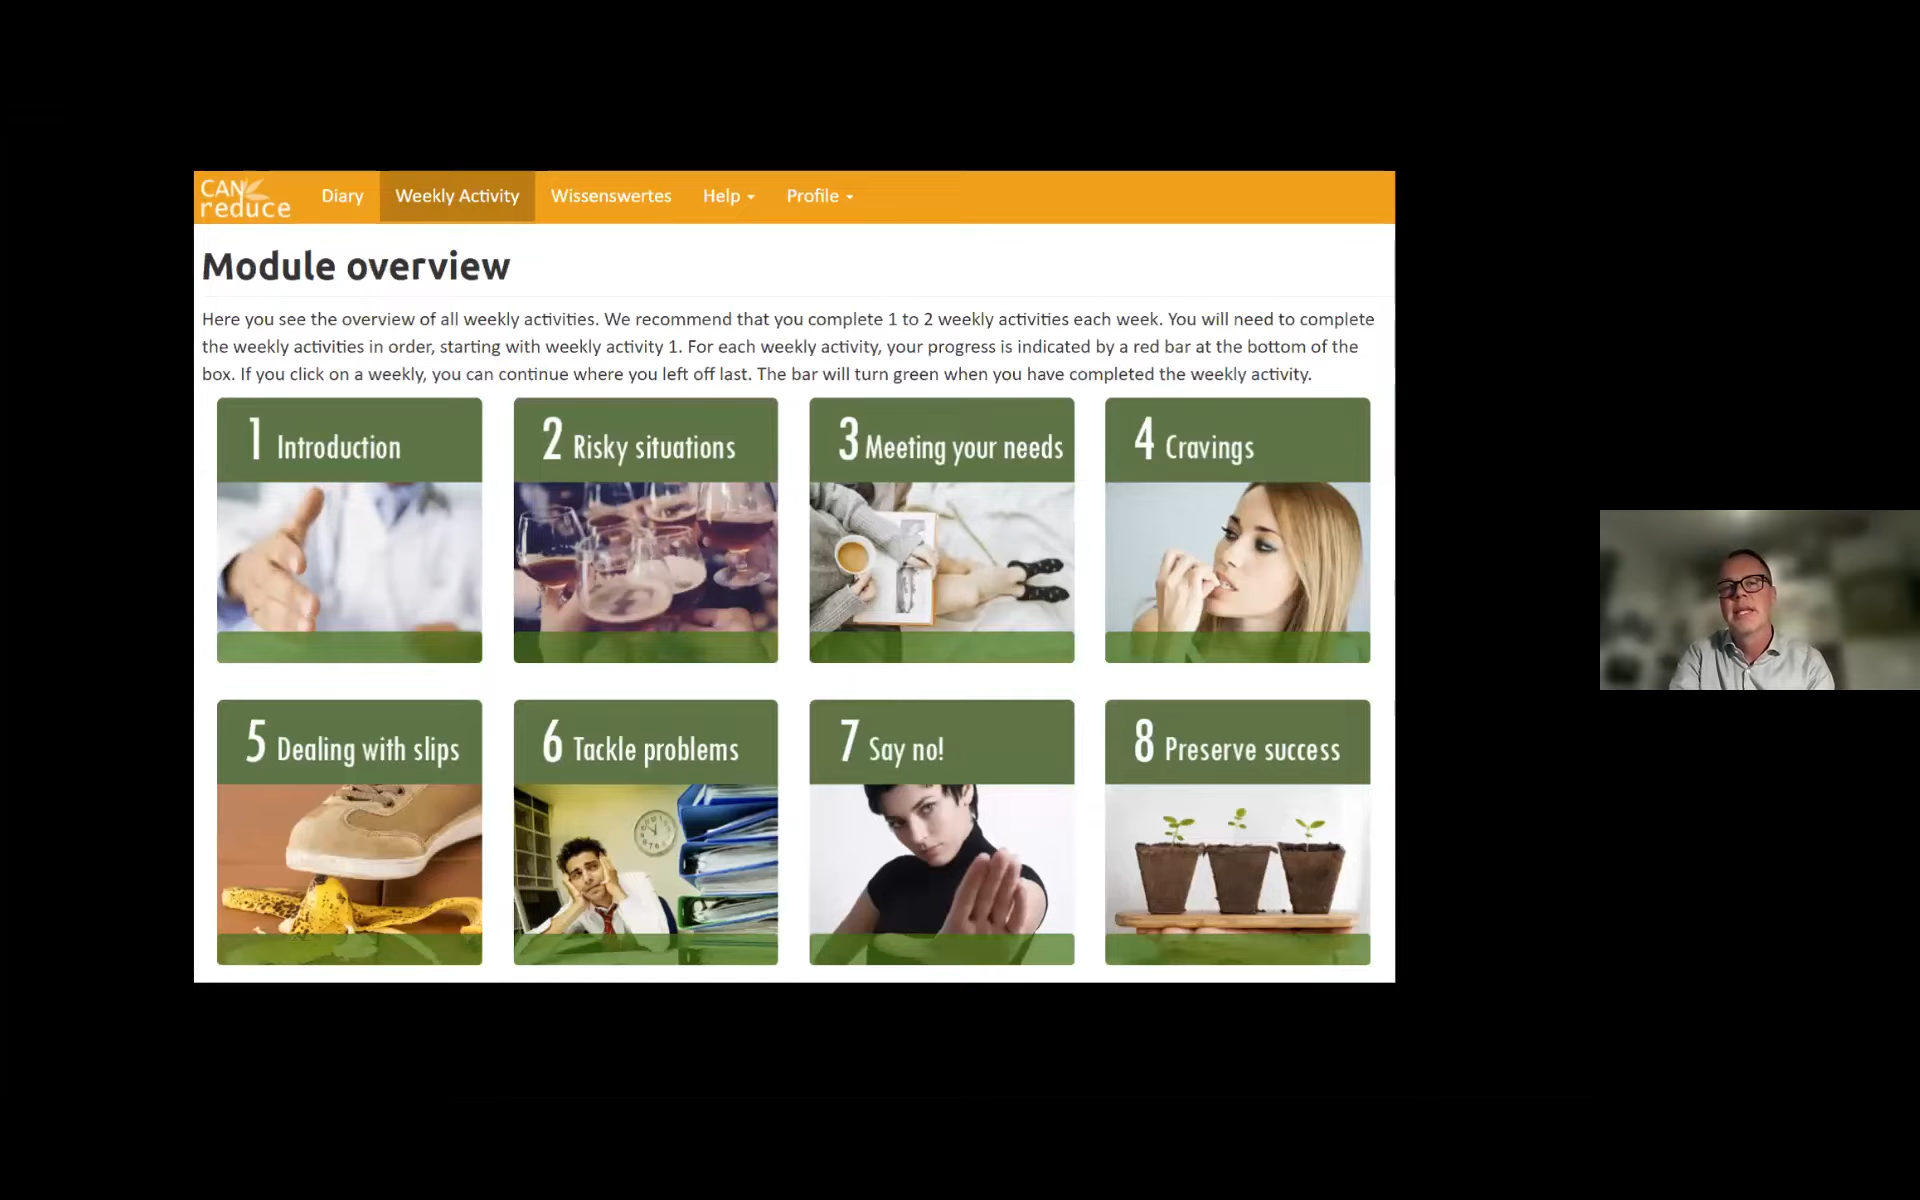 CAN
reduce
Diary
Weekly Activity
Wissenswertes
Help
Profile
Module overview
Here you see the overview of all weekly activities. We recommend that you complete 1 to 2 weekly activities each week. You will need to complete
the weekly activities in order, starting with weekly activity 1. For each weekly activity, your progress is indicated by a red bar at the bottom of the
box. If you click on a weekly, you can continue where you left off last. The bar will turn green when you have completed the weekly activity.
1 Introduction
2 Risky situations
3 Meeting your needs
4 Cravings
5 Dealing with slips
6 Tackle problems
7 Say no!
8 Preserve success